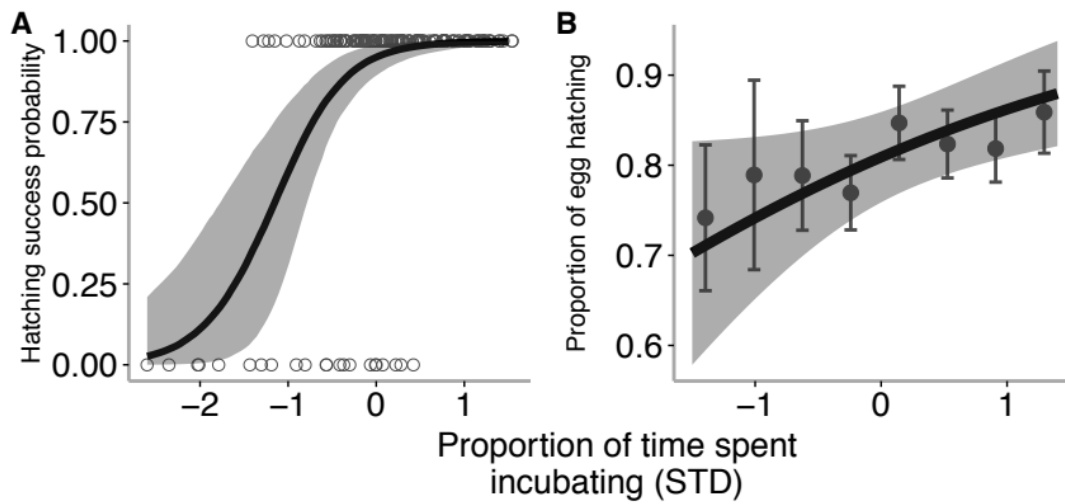 A
Hatching success probability
1.00
0.75
0.50
0.25
0.00
−2 −1 0 1
B
Proportion of egg hatching
0.9
0.8
0.7
0.6
−1 0 1
Proportion of time spent
incubating (STD)